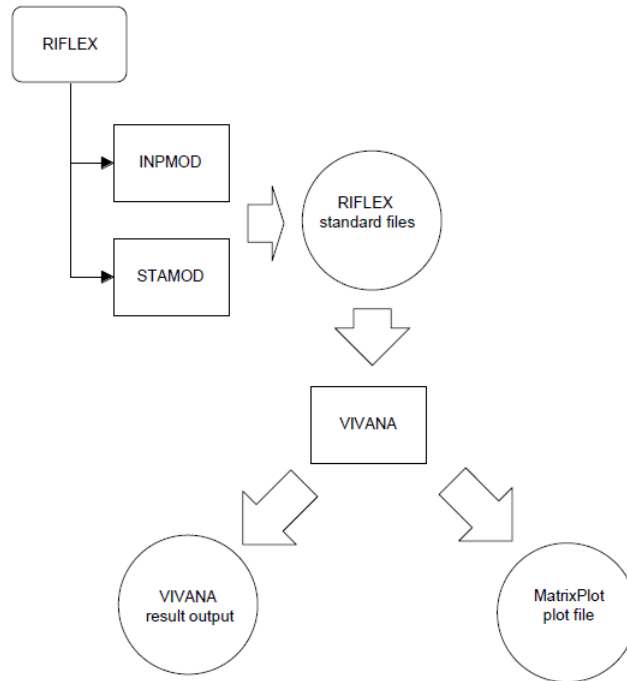 RIFLEX
INPMOD
RIFLEX
standard files
STAMOD
VIVANA
VIVANA
result output
MatrixPlot
plot file